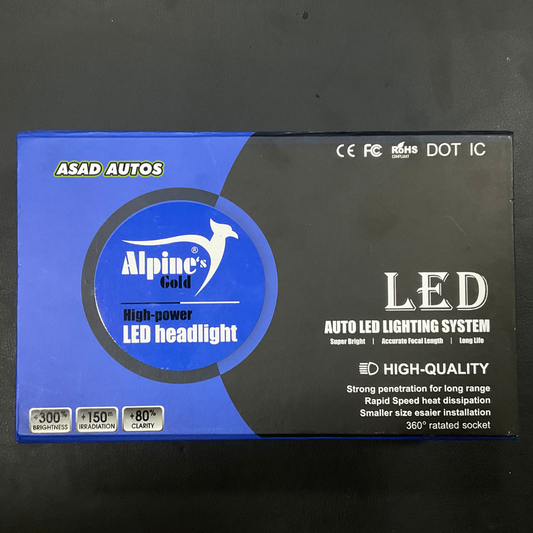 ASAD AUTOS
CE FC RoHS COMPLIANT DOT IC
Alpine's ®
Gold
High-power
LED headlight
LED
AUTO LED LIGHTING SYSTEM
Super Bright | Accurate Focal Length | Long Life
HIGH-QUALITY
Strong penetration for long range
Rapid Speed heat dissipation
Smaller size esaier installation
360° ratated socket
+300% BRIGHTNESS
+150m IRRADIATION
+80% CLARITY